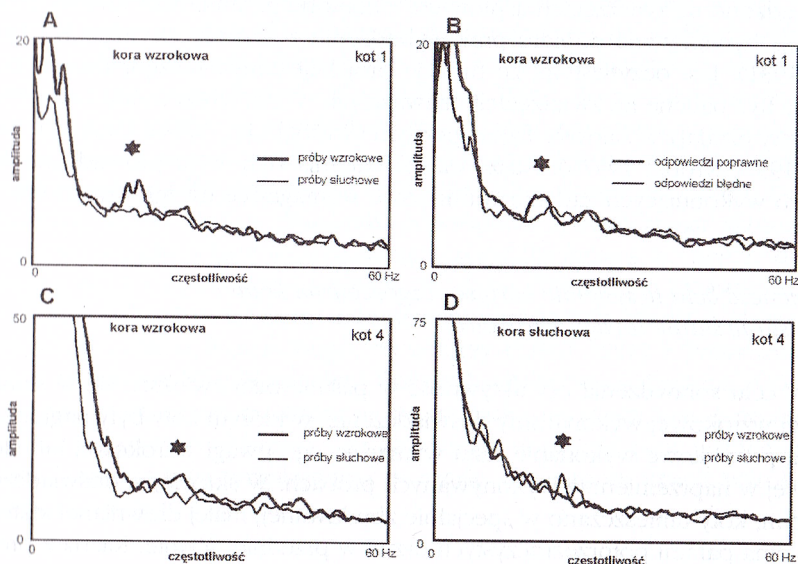 A
20
kora wzrokowa
kot 1
amplituda
próby wzrokowe
próby słuchowe
0
0
częstotliwość
60 Hz
B
20
kora wzrokowa
kot 1
amplituda
odpowiedzi poprawne
odpowiedzi błędne
0
0
częstotliwość
60 Hz
C
50
kora wzrokowa
kot 4
amplituda
próby wzrokowe
próby słuchowe
0
0
częstotliwość
60 Hz
D
75
kora słuchowa
kot 4
amplituda
próby wzrokowe
próby słuchowe
0
0
częstotliwość
60 Hz